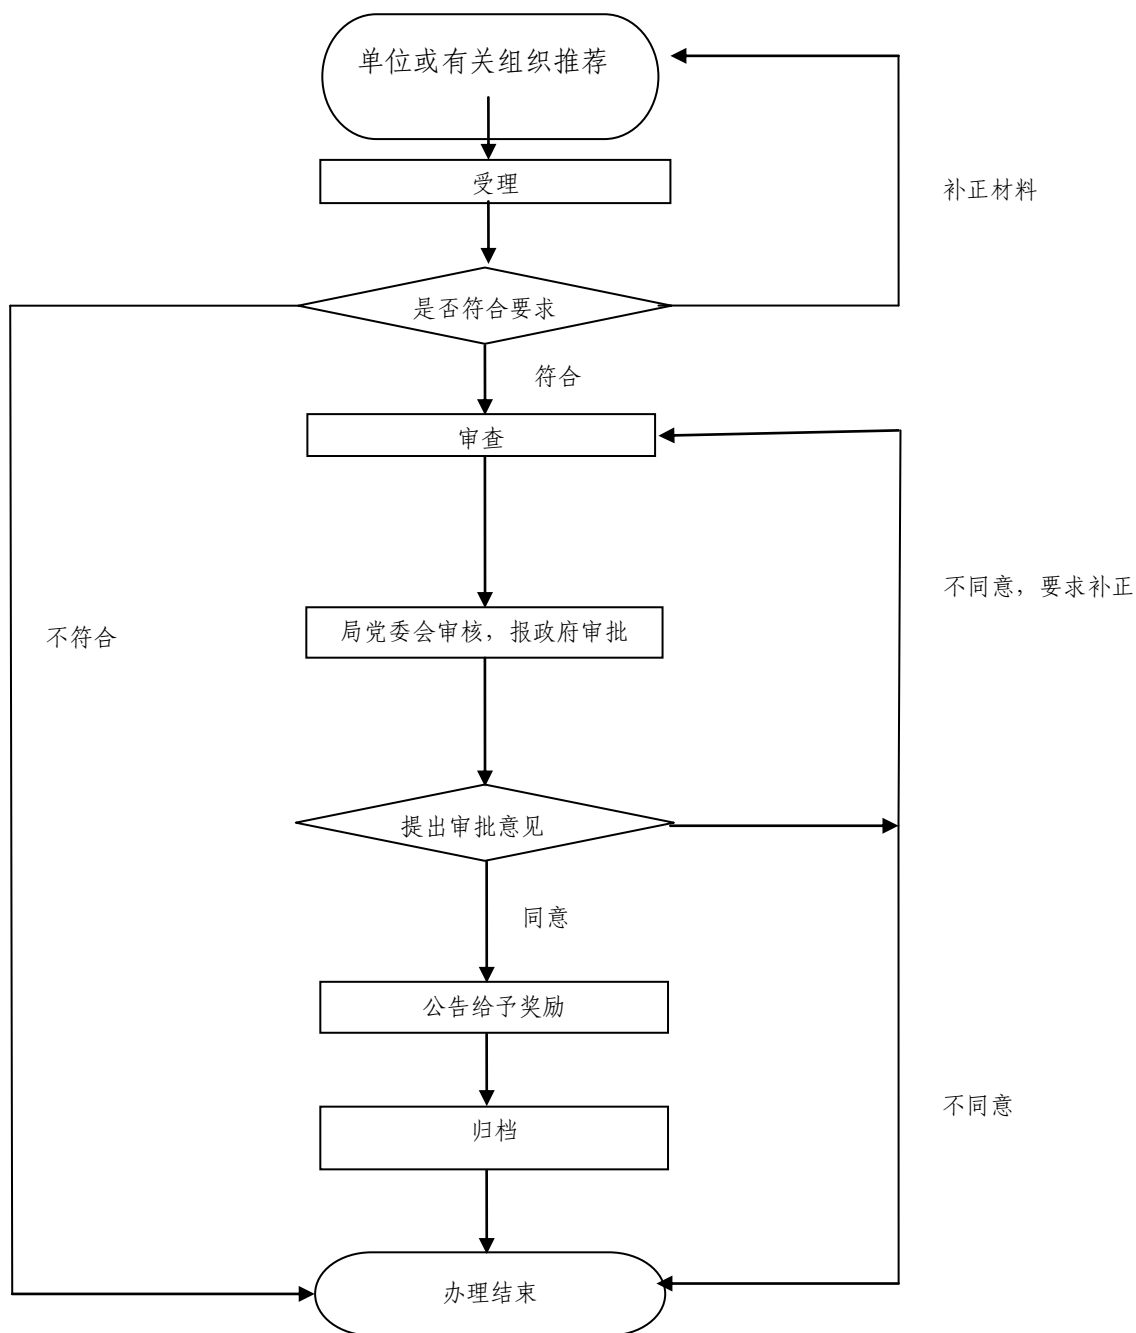 单位或有关组织推荐
受理
补正材料
是否符合要求
符合
审查
不同意，要求补正
局党委会审核，报政府审批
不符合
提出审批意见
同意
公告给予奖励
不同意
归档
办理结束